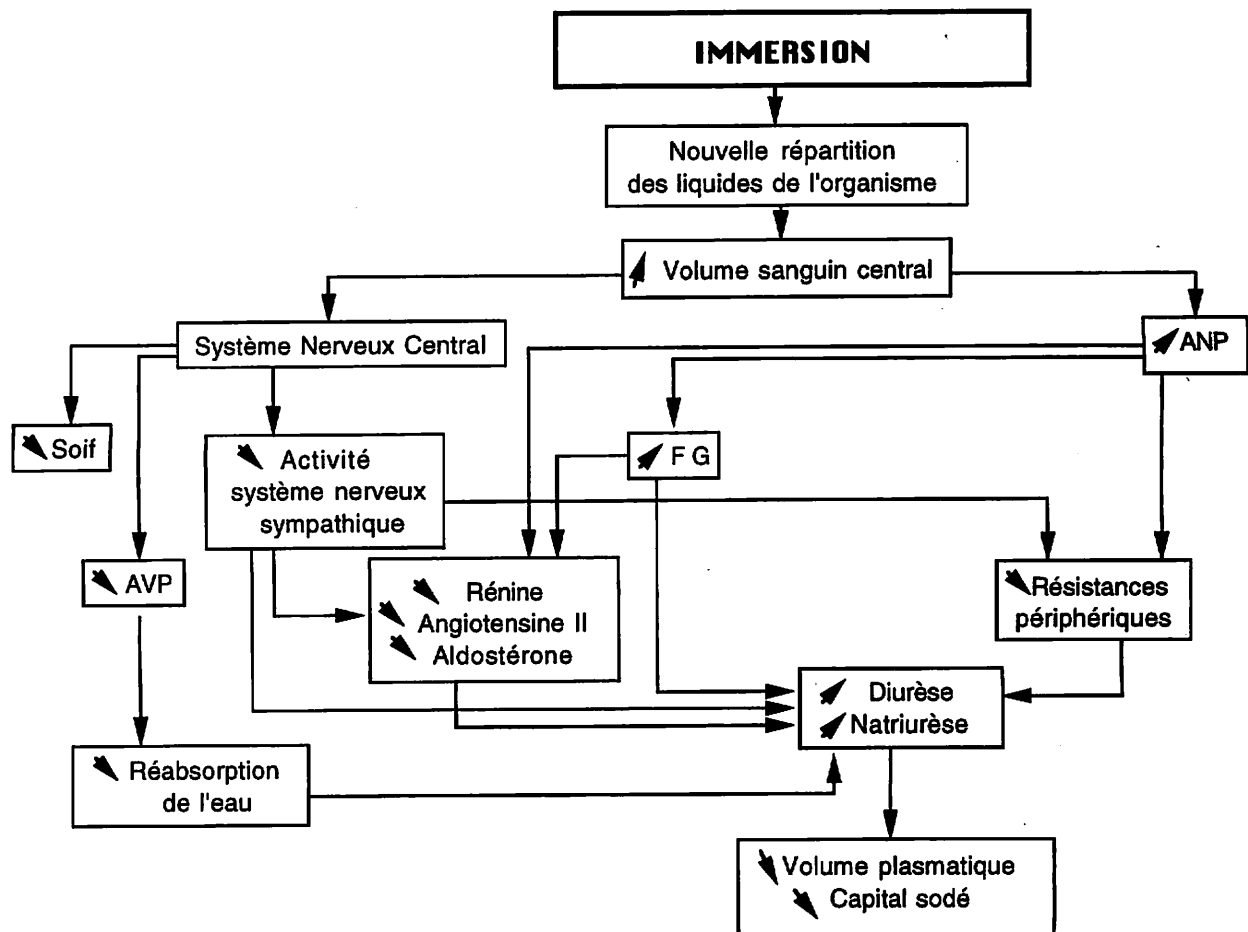 IMMERSION
Nouvelle répartition
des liquides de l'organisme
Volume sanguin central
Système Nerveux Central
ANP
Soif
Activité
système nerveux
sympathique
F G
AVP
Rénine
Angiotensine II
Aldostérone
Résistances
périphériques
Diurèse
Natriurèse
Réabsorption
de l'eau
Volume plasmatique
Capital sodé